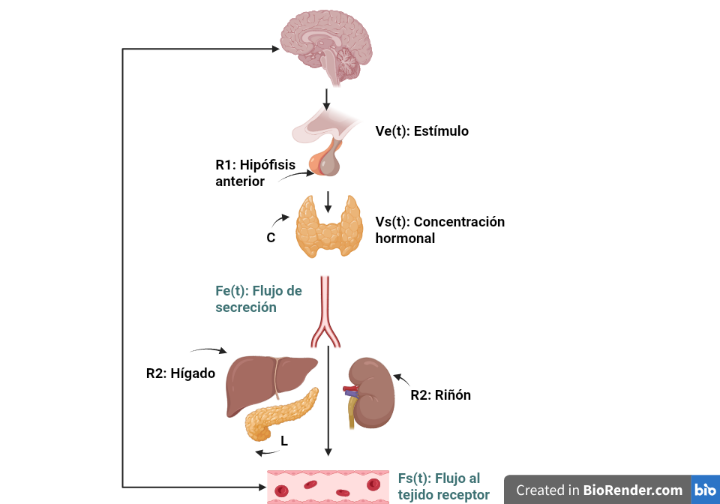 Ve(t): Estímulo
R1: Hipófisis
anterior
Vs(t): Concentración
hormonal
C
Fe(t): Flujo de
secreción
R2: Hígado
R2: Riñón
L
Fs(t): Flujo al
tejido receptor
Created in BioRender.com bio